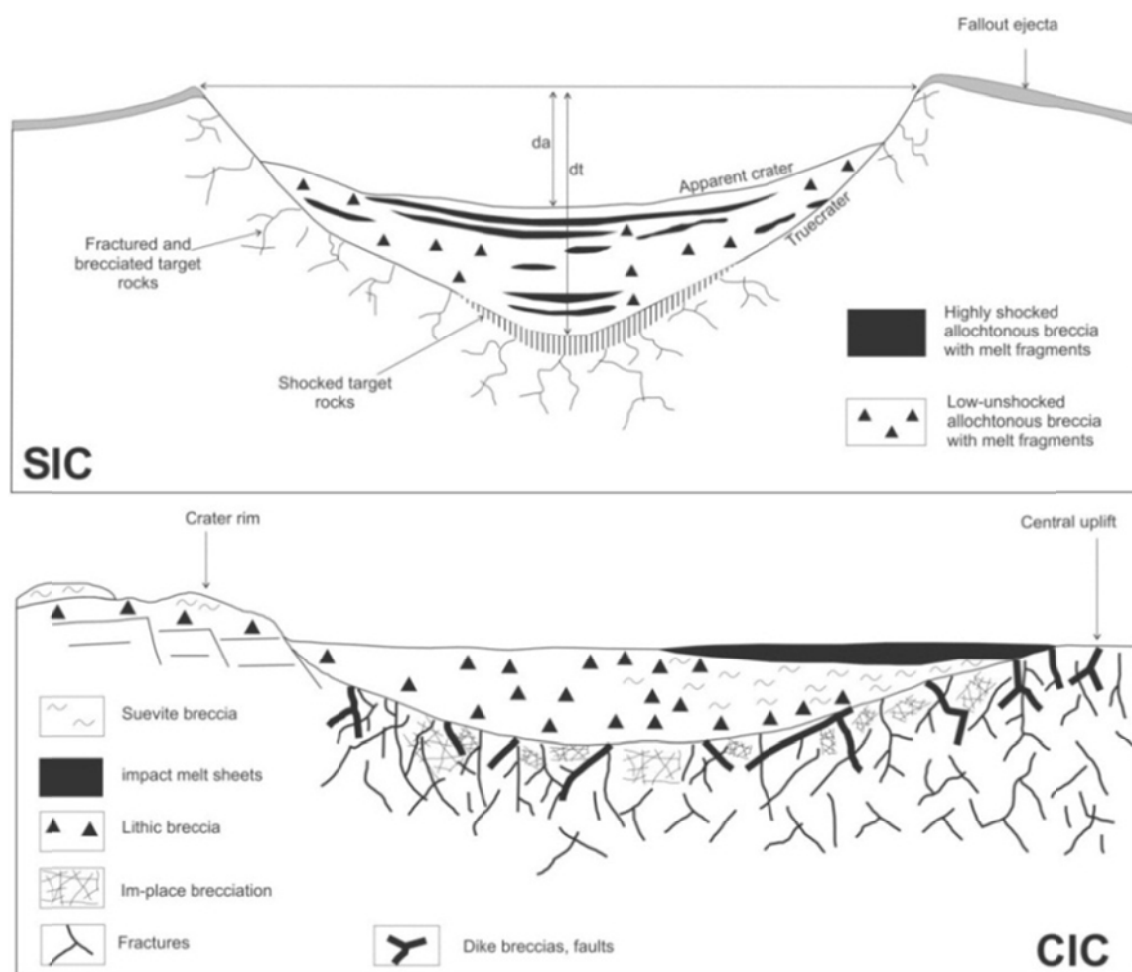 Fallout ejecta
da
dt
Apparent crater
Truecrater
Fractured and
brecciated target
rocks
Shocked target
rocks
Highly shocked
allochtonous breccia
with melt fragments
Low-unshocked
allochtonous breccia
with melt fragments
SIC
Crater rim
Central uplift
Suevite breccia
impact melt sheets
Lithic breccia
Im-place brecciation
Fractures
Dike breccias, faults
CIC